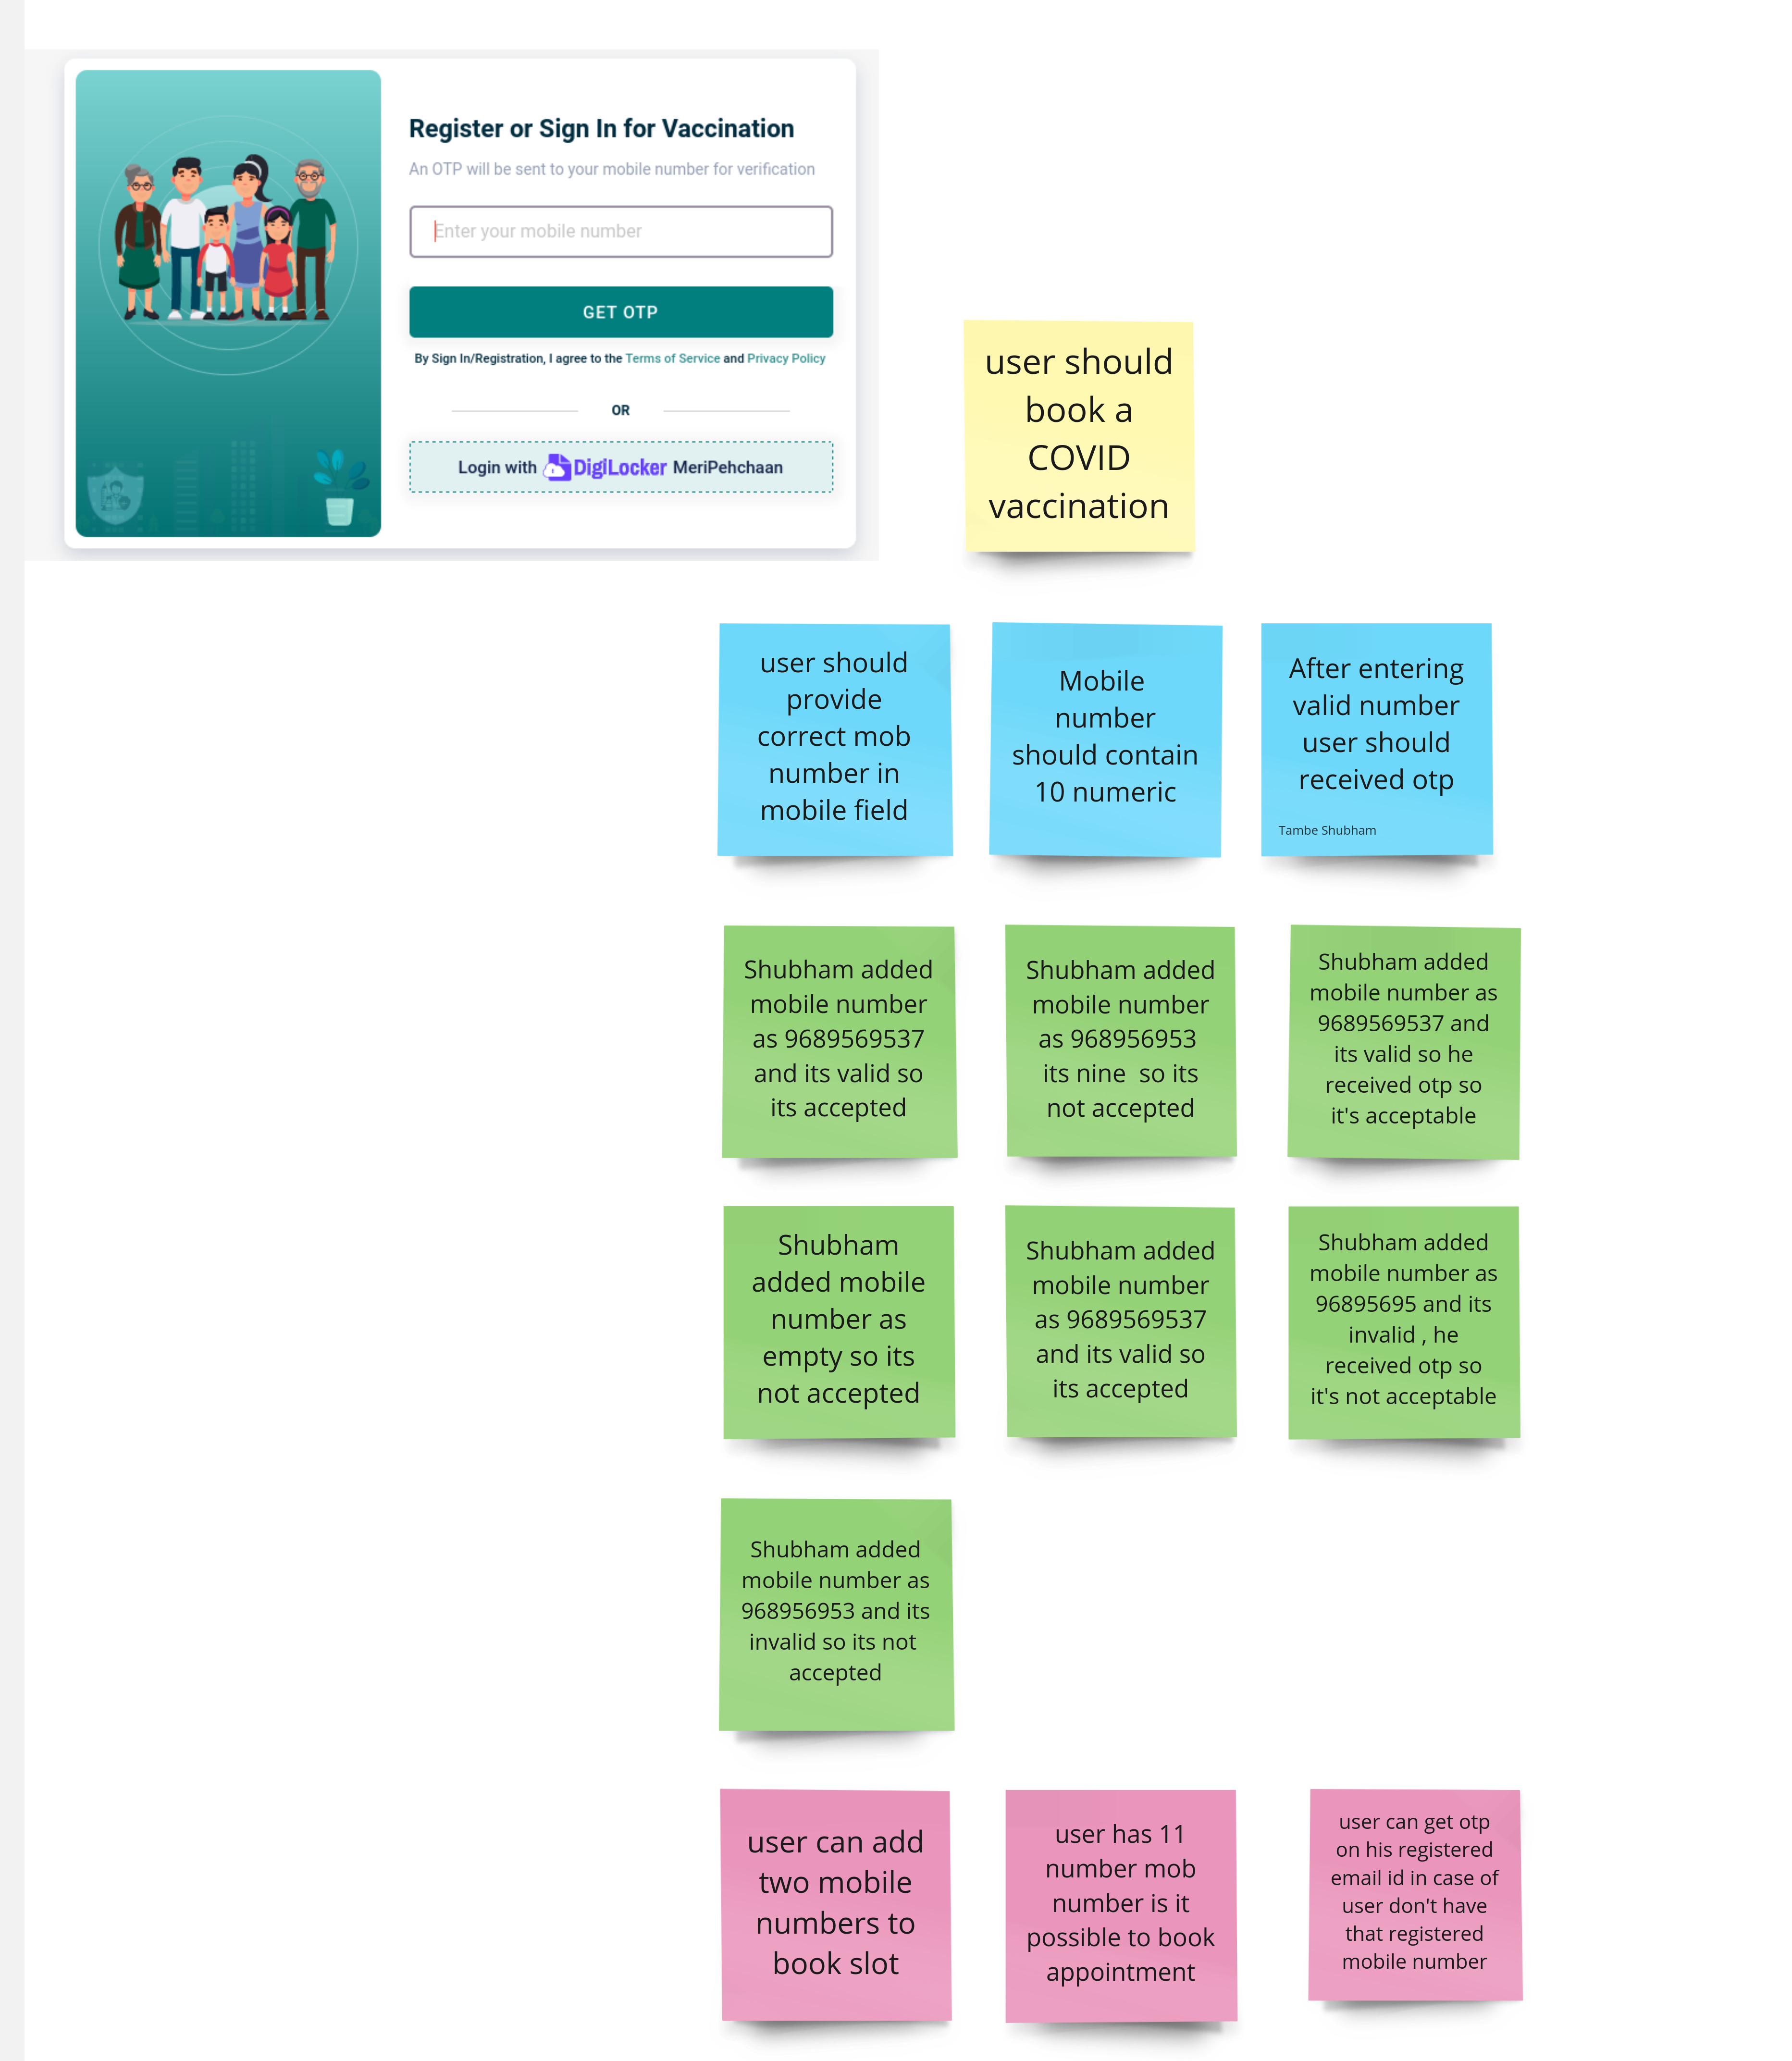 Register or Sign In for Vaccination
An OTP will be sent to your mobile number for verification
Enter your mobile number
GET OTP
By Sign In/Registration, I agree to the Terms of Service and Privacy Policy
OR
Login with DigiLocker MeriPehchaan
user should
book a
COVID
vaccination
user should
provide
correct mob
number in
mobile field
Mobile
number
should contain
10 numeric
After entering
valid number
user should
received otp
Tambe Shubham
Shubham added
mobile number
as 9689569537
and its valid so
its accepted
Shubham added
mobile number
as 968956953
its nine so its
not accepted
Shubham added
mobile number as
9689569537 and
its valid so he
received otp so
it's acceptable
Shubham
added mobile
number as
empty so its
not accepted
Shubham added
mobile number
as 9689569537
and its valid so
its accepted
Shubham added
mobile number as
96895695 and its
invalid , he
received otp so
it's not acceptable
Shubham added
mobile number as
968956953 and its
invalid so its not
accepted
user can add
two mobile
numbers to
book slot
user has 11
number mob
number is it
possible to book
appointment
user can get otp
on his registered
email id in case of
user don't have
that registered
mobile number